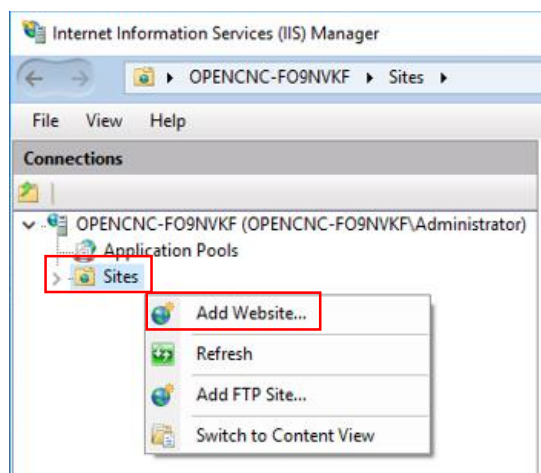 Internet Information Services (IIS) Manager
OPENCNC-FO9NVKF Sites
File View Help
Connections
OPENCNC-FO9NVKF (OPENCNC-FO9NVKF\Administrator)
Application Pools
Sites
Add Website...
Refresh
Add FTP Site...
Switch to Content View